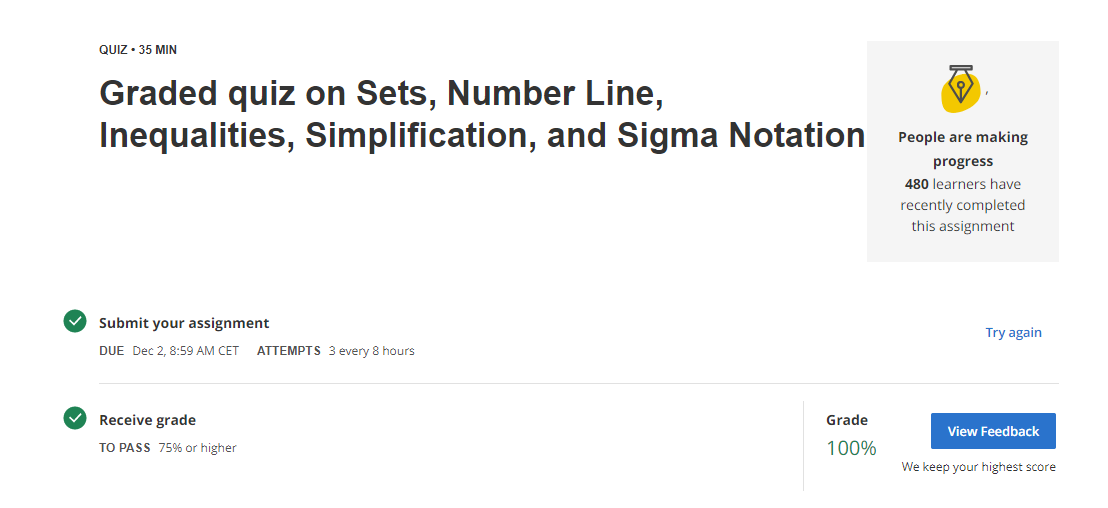 QUIZ • 35 MIN
Graded quiz on Sets, Number Line,
Inequalities, Simplification, and Sigma Notation
People are making
progress
480 learners have
recently completed
this assignment
Submit your assignment
DUE Dec 2, 8:59 AM CET ATTEMPTS 3 every 8 hours
Try again
Receive grade
TO PASS 75% or higher
Grade
100%
View Feedback
We keep your highest score